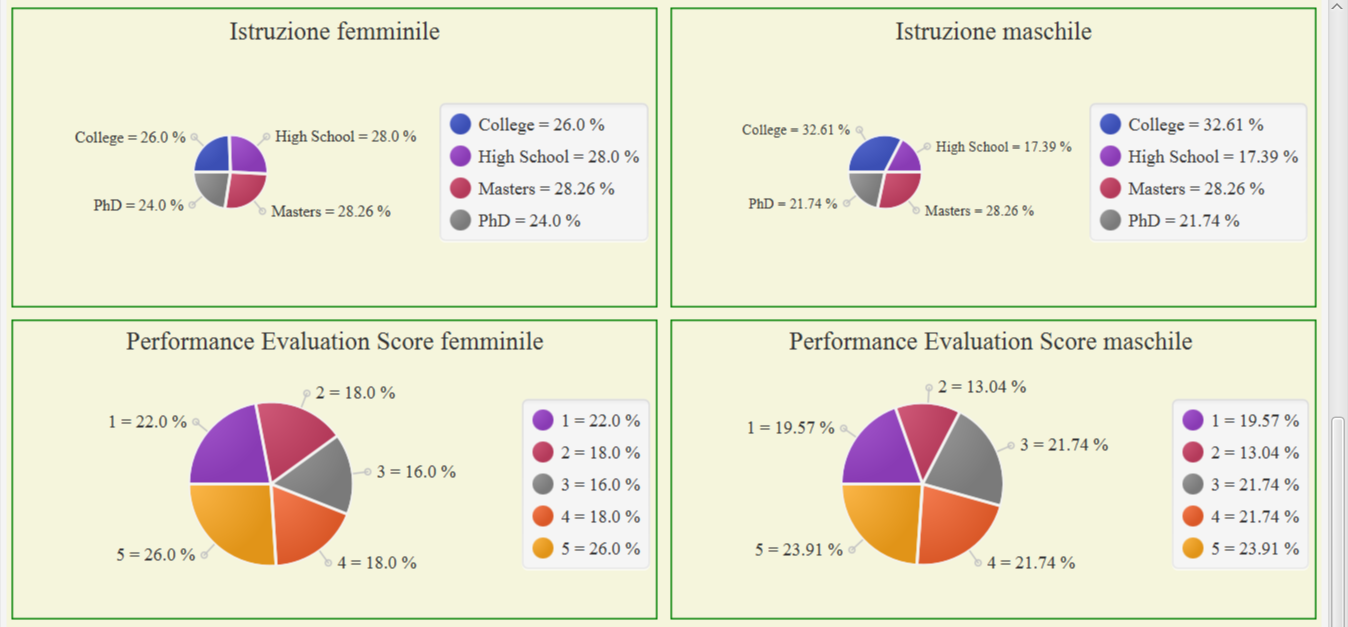 Istruzione femminile
College = 26.0 %
High School = 28.0 %
PhD = 24.0 %
Masters = 28.26 %
College = 26.0 %
High School = 28.0 %
Masters = 28.26 %
PhD = 24.0 %
Istruzione maschile
College = 32.61 %
High School = 17.39 %
PhD = 21.74 %
Masters = 28.26 %
College = 32.61 %
High School = 17.39 %
Masters = 28.26 %
PhD = 21.74 %
Performance Evaluation Score femminile
2 = 18.0 %
1 = 22.0 %
3 = 16.0 %
5 = 26.0 %
4 = 18.0 %
1 = 22.0 %
2 = 18.0 %
3 = 16.0 %
4 = 18.0 %
5 = 26.0 %
Performance Evaluation Score maschile
2 = 13.04 %
1 = 19.57 %
3 = 21.74 %
5 = 23.91 %
4 = 21.74 %
1 = 19.57 %
2 = 13.04 %
3 = 21.74 %
4 = 21.74 %
5 = 23.91 %